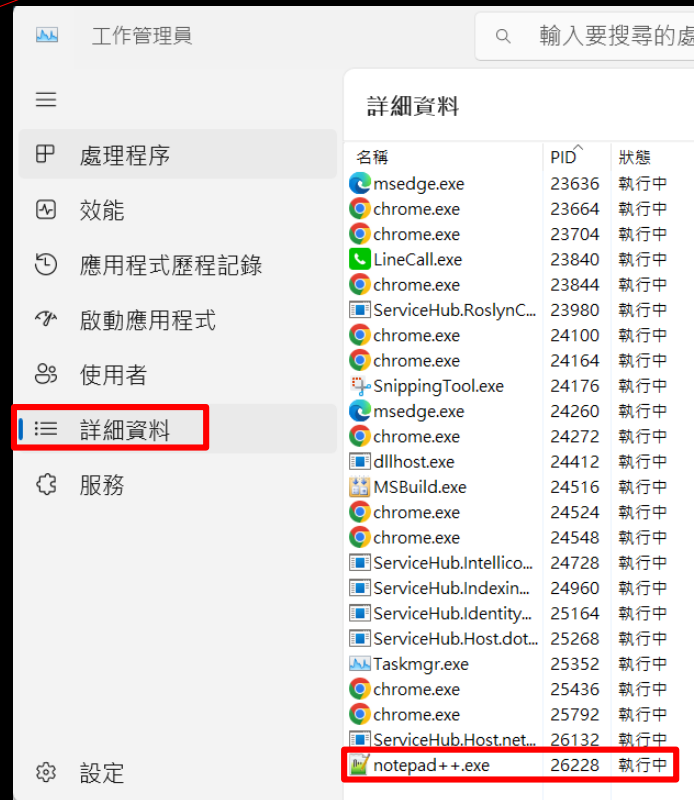 工作管理員
輸入要搜尋的處
處理程序
效能
應用程式歷程記錄
啟動應用程式
使用者
詳細資料
服務
設定
詳細資料
名稱 PID 狀態
msedge.exe 23636 執行中
chrome.exe 23664 執行中
chrome.exe 23704 執行中
LineCall.exe 23840 執行中
chrome.exe 23844 執行中
ServiceHub.RoslynC... 23980 執行中
chrome.exe 24100 執行中
chrome.exe 24164 執行中
SnippingTool.exe 24176 執行中
msedge.exe 24260 執行中
chrome.exe 24272 執行中
dllhost.exe 24412 執行中
MSBuild.exe 24516 執行中
chrome.exe 24524 執行中
chrome.exe 24548 執行中
ServiceHub.Intellico... 24728 執行中
ServiceHub.Indexin... 24960 執行中
ServiceHub.Identity... 25164 執行中
ServiceHub.Host.dot... 25268 執行中
Taskmgr.exe 25352 執行中
chrome.exe 25436 執行中
chrome.exe 25792 執行中
ServiceHub.Host.net... 26132 執行中
notepad++.exe 26228 執行中